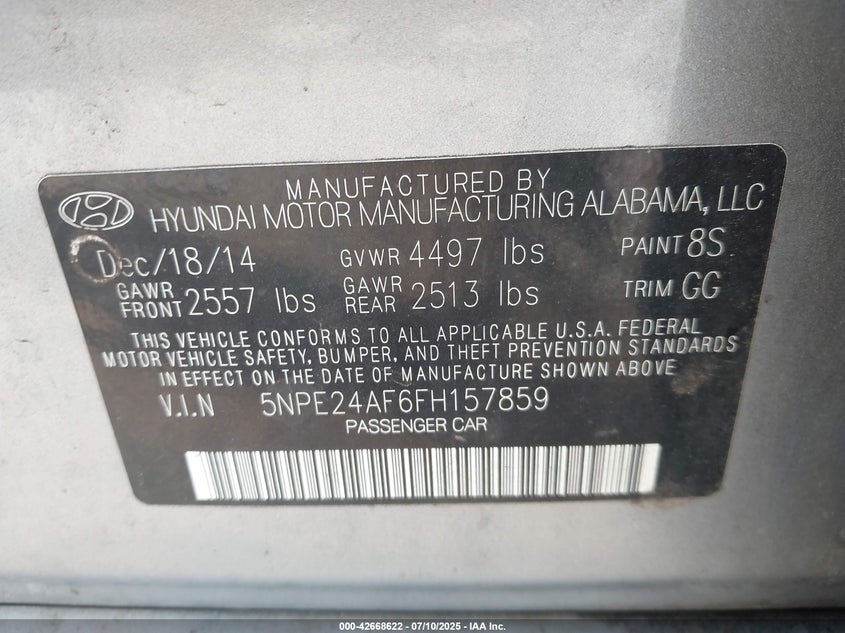 MANUFACTURED BY
HYUNDAI MOTOR MANUFACTURING ALABAMA, LLC
Dec/18/14 GVWR 4497 lbs PAINT 8S
GAWR FRONT 2557 lbs GAWR REAR 2513 lbs TRIM GG
THIS VEHICLE CONFORMS TO ALL APPLICABLE U.S.A. FEDERAL
MOTOR VEHICLE SAFETY, BUMPER, AND THEFT PREVENTION STANDARDS
IN EFFECT ON THE DATE OF MANUFACTURE SHOWN ABOVE
V.I.N 5NPE24AF6FH157859
PASSENGER CAR
000-42668622 - 07/10/2025 - IAA Inc.